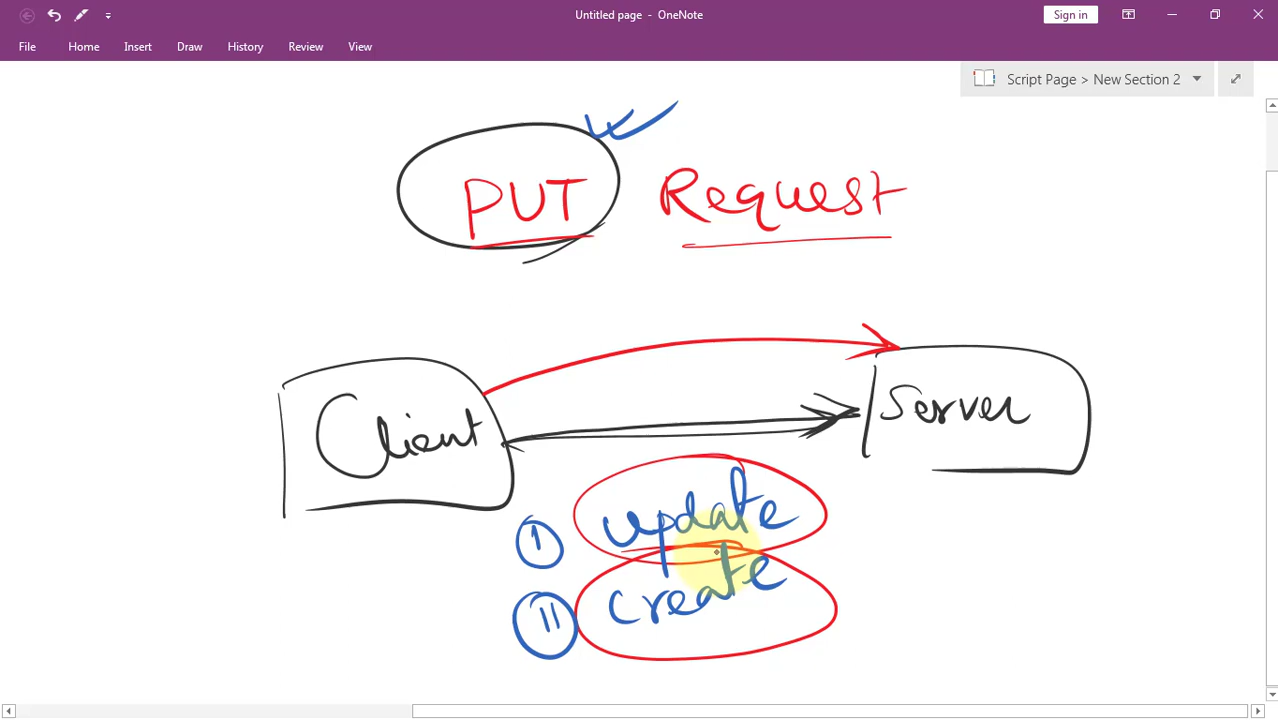 Untitled page - OneNote
Sign in
File Home Insert Draw History Review View
Script Page > New Section 2
PUT Request
Client
Server
I update
II create